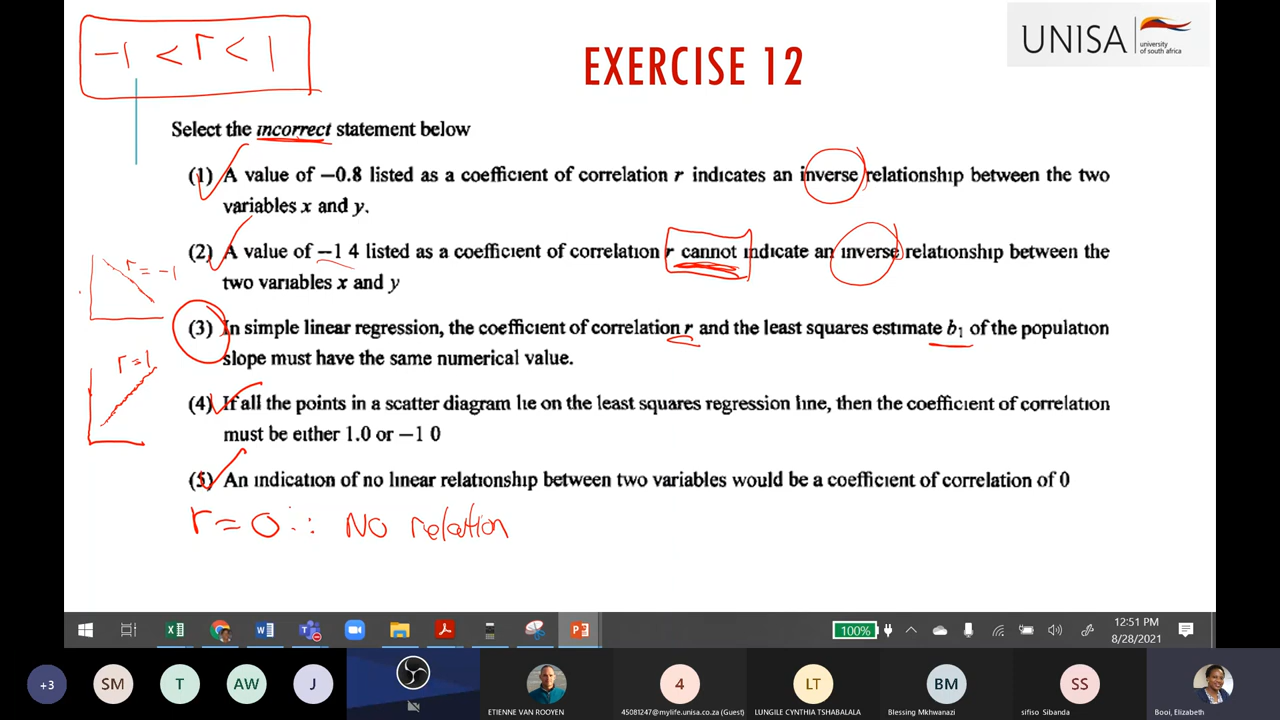 -1 < r < 1
UNISA
university
of south africa
EXERCISE 12
Select the incorrect statement below
(1) A value of −0.8 listed as a coefficient of correlation r indicates an inverse relationship between the two
variables x and y.
(2) A value of −1 4 listed as a coefficient of correlation r cannot indicate an inverse relationship between the
two variables x and y
r = -1
(3) In simple linear regression, the coefficient of correlation r and the least squares estimate b1 of the population
slope must have the same numerical value.
r = 1
(4) If all the points in a scatter diagram lie on the least squares regression line, then the coefficient of correlation
must be either 1.0 or −1 0
(5) An indication of no linear relationship between two variables would be a coefficient of correlation of 0
r = 0 ∴ No relation
100%
12:51 PM
8/28/2021
+3
SM
T
AW
J
ETIENNE VAN ROOYEN
4
45081247@mylife.unisa.co.za (Guest)
LT
LUNGILE CYNTHIA TSHABALALA
BM
Blessing Mkhwanazi
SS
sifiso Sibanda
Booi, Elizabeth